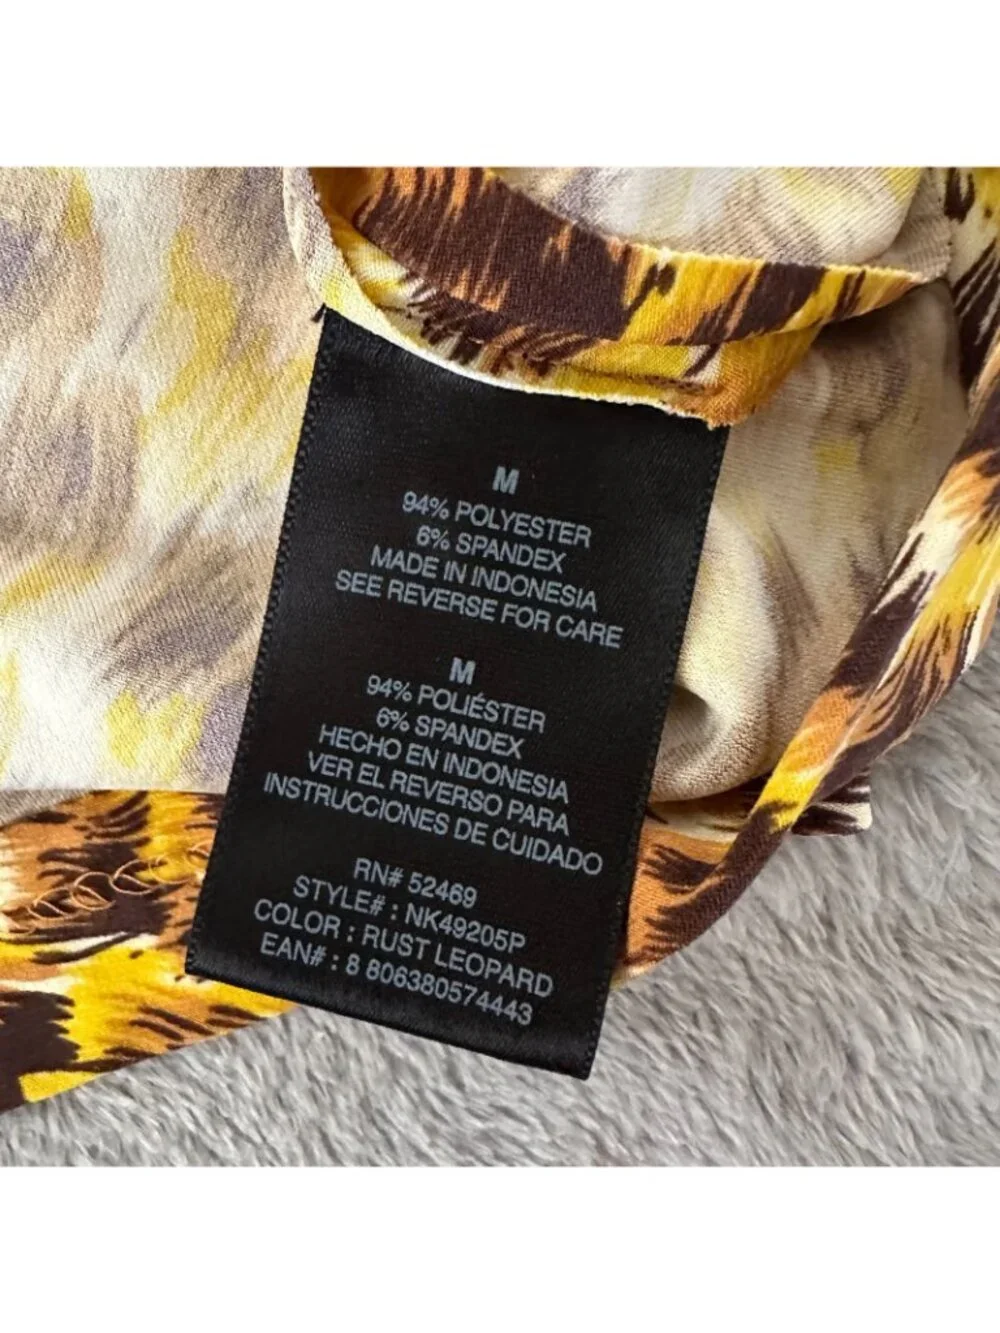 M
94% POLYESTER
6% SPANDEX
MADE IN INDONESIA
SEE REVERSE FOR CARE
M
94% POLIÉSTER
6% SPANDEX
HECHO EN INDONESIA
VER EL REVERSO PARA
INSTRUCCIONES DE CUIDADO
RN# 52469
STYLE# : NK49205P
COLOR : RUST LEOPARD
EAN# : 8 806380574443